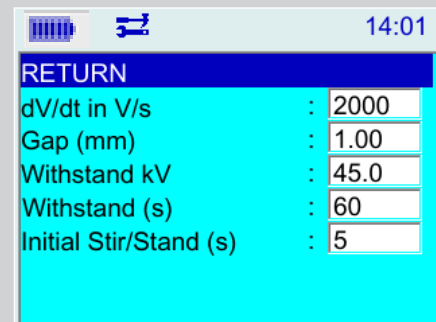 14:01
RETURN
dV/dt in V/s : 2000
Gap (mm) : 1.00
Withstand kV : 45.0
Withstand (s) : 60
Initial Stir/Stand (s) : 5